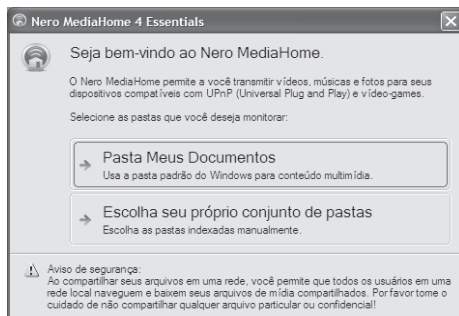 Nero MediaHome 4 Essentials
Seja bem-vindo ao Nero MediaHome.
O Nero MediaHome permite a você transmitir vídeos, músicas e fotos para seus
dispositivos compatíveis com UPnP (Universal Plug and Play) e vídeo-games.
Selecione as pastas que você deseja monitorar:
Pasta Meus Documentos
Usa a pasta padrão do Windows para conteúdo multimídia.
Escolha seu próprio conjunto de pastas
Escolha as pastas indexadas manualmente.
Aviso de segurança:
Ao compartilhar seus arquivos em uma rede, você permite que todos os usuários em uma
rede local naveguem e baixem seus arquivos de mídia compartilhados. Por favor tome o
cuidado de não compartilhar qualquer arquivo particular ou confidencial!